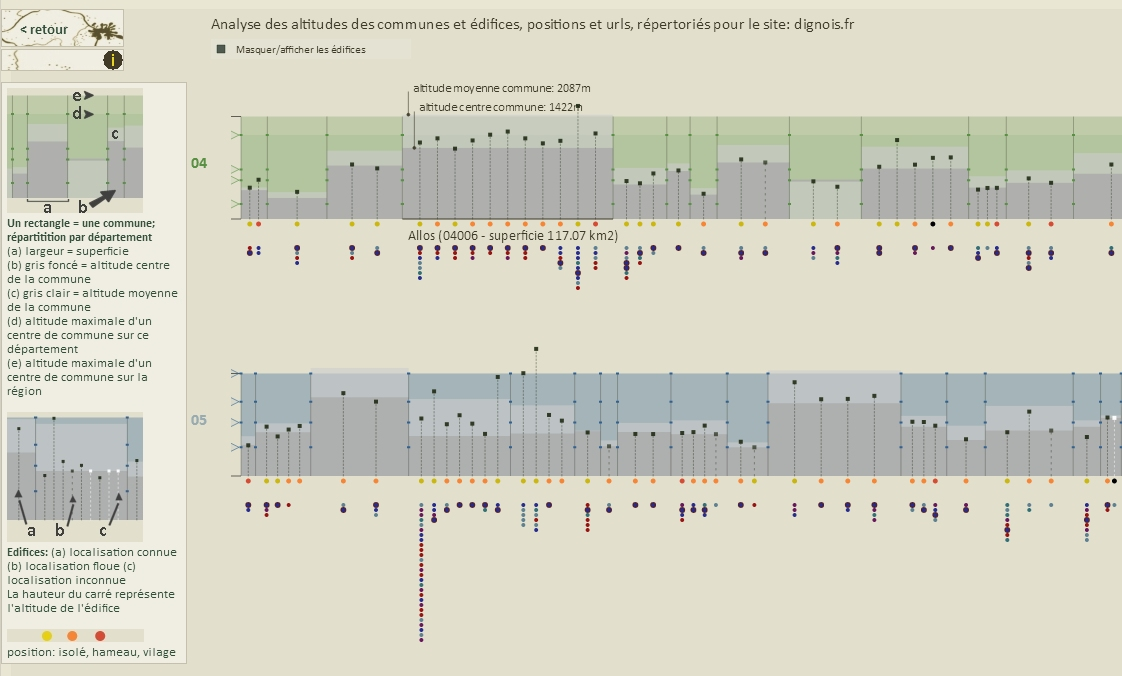 < retour
i
Analyse des altitudes des communes et édifices, positions et urls, répertoriés pour le site: dignois.fr
Masquer/afficher les édifices
altitude moyenne commune: 2087m
altitude centre commune: 1422m
04
Allos (04006 - superficie 117.07 km2)
05
e
d
c
a
b
Un rectangle = une commune;
répartitition par département
(a) largeur = superficie
(b) gris foncé = altitude centre
de la commune
(c) gris clair = altitude moyenne
de la commune
(d) altitude maximale d'un
centre de commune sur ce
département
(e) altitude maximale d'un
centre de commune sur la
région
a b c
Edifices: (a) localisation connue
(b) localisation floue (c)
localisation inconnue
La hauteur du carré représente
l'altitude de l'édifice
position: isolé, hameau, vilage